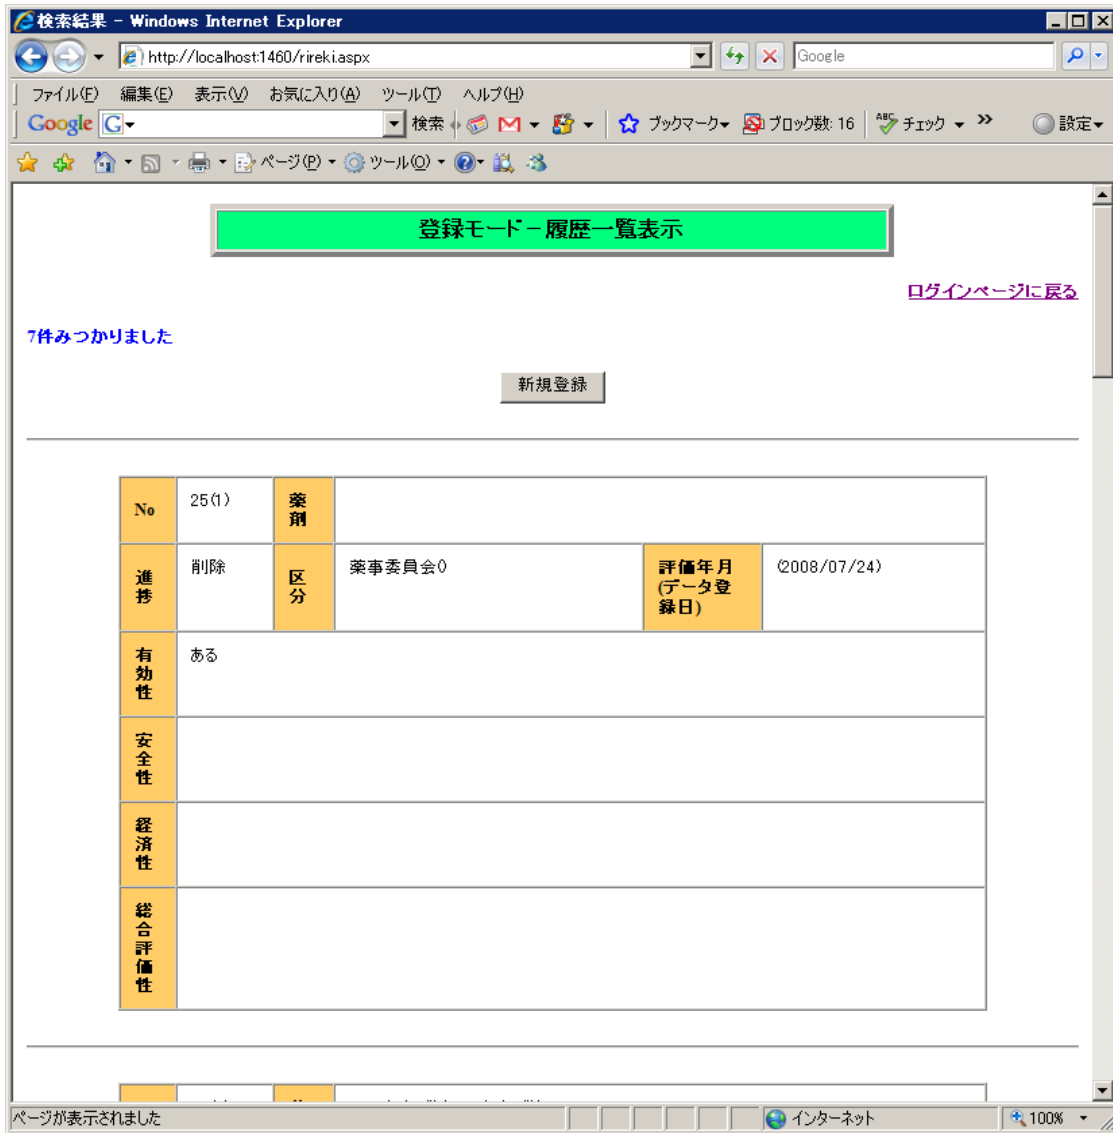 検索結果 - Windows Internet Explorer
http://localhost:1460/rireki.aspx
Google
ファイル(F) 編集(E) 表示(V) お気に入り(A) ツール(T) ヘルプ(H)
Google G 検索 ブックマーク ブロック数: 16 ABC チェック » 設定
ページ(P) ツール(O)
登録モード－履歴一覧表示
ログインページに戻る
7件みつかりました
新規登録
No 25(1) 薬剤
進捗 削除 区分 薬事委員会() 評価年月(データ登録日) (2008/07/24)
有効性 ある
安全性
経済性
総合評価性
ページが表示されました インターネット 100%